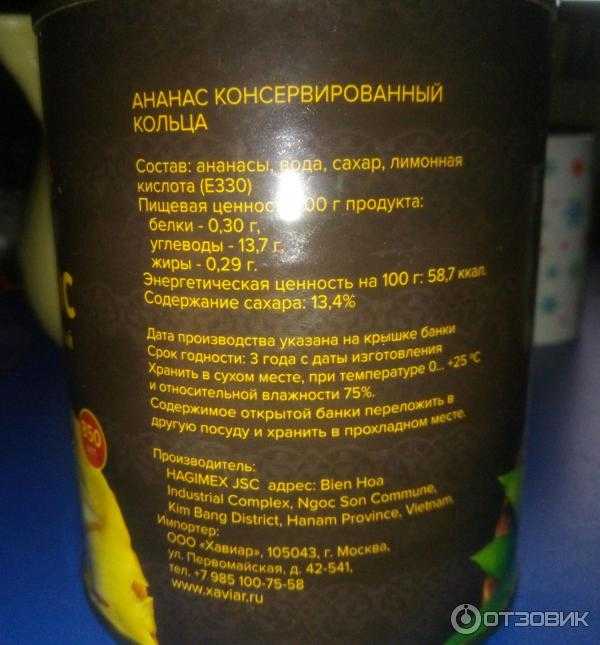 АНАНАС КОНСЕРВИРОВАННЫЙ
КОЛЬЦА
Состав: ананасы, вода, сахар, лимонная
кислота (Е330)
Пищевая 00 г продукта:
белки - 0,30 г,
углеводы - 13,7 г.
жиры - 0,29 г.
Энергетическая ценность на 100 г: 58,7 ккал.
Содержание сахара: 13,4%
Дата производства указана на крышке банки
Срок годности: 3 года с даты изготовления
Хранить в сухом месте, при температуре 0... +25 °С
и относительной влажности 75%.
Содержимое открытой банки переложить в
другую посуду и хранить в прохладном месте.
Производитель:
HAGIMEX JSC адрес: Bien Hoa
Industrial Complex, Ngoc Son Commune,
Kim Bang District, Hanam Province, Vietnam.
Импортер:
ООО «Хавиар», 105043, г. Москва,
ул. Первомайская, д. 42-541,
тел. +7 985 100-75-58
www.xaviar.ru
С
й
ОТЗОВИК